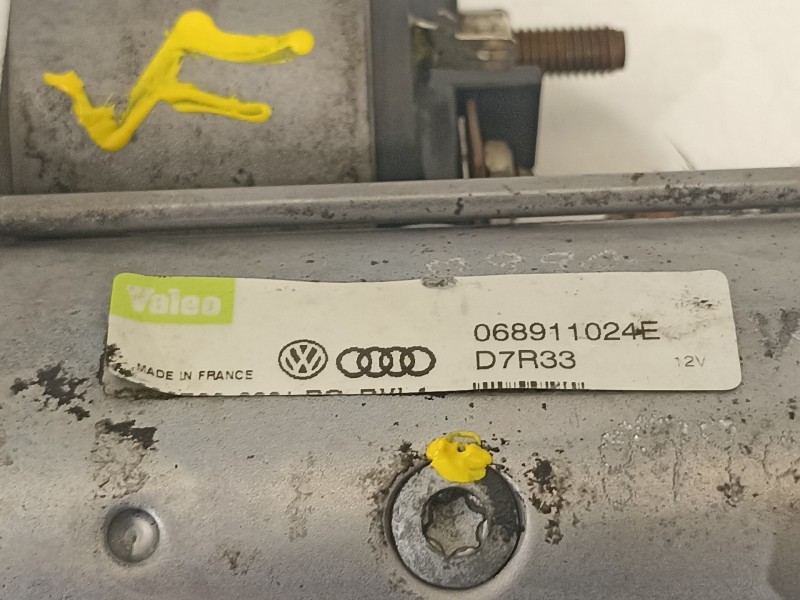 Valeo
068911024E
D7R33
12V
MADE IN FRANCE